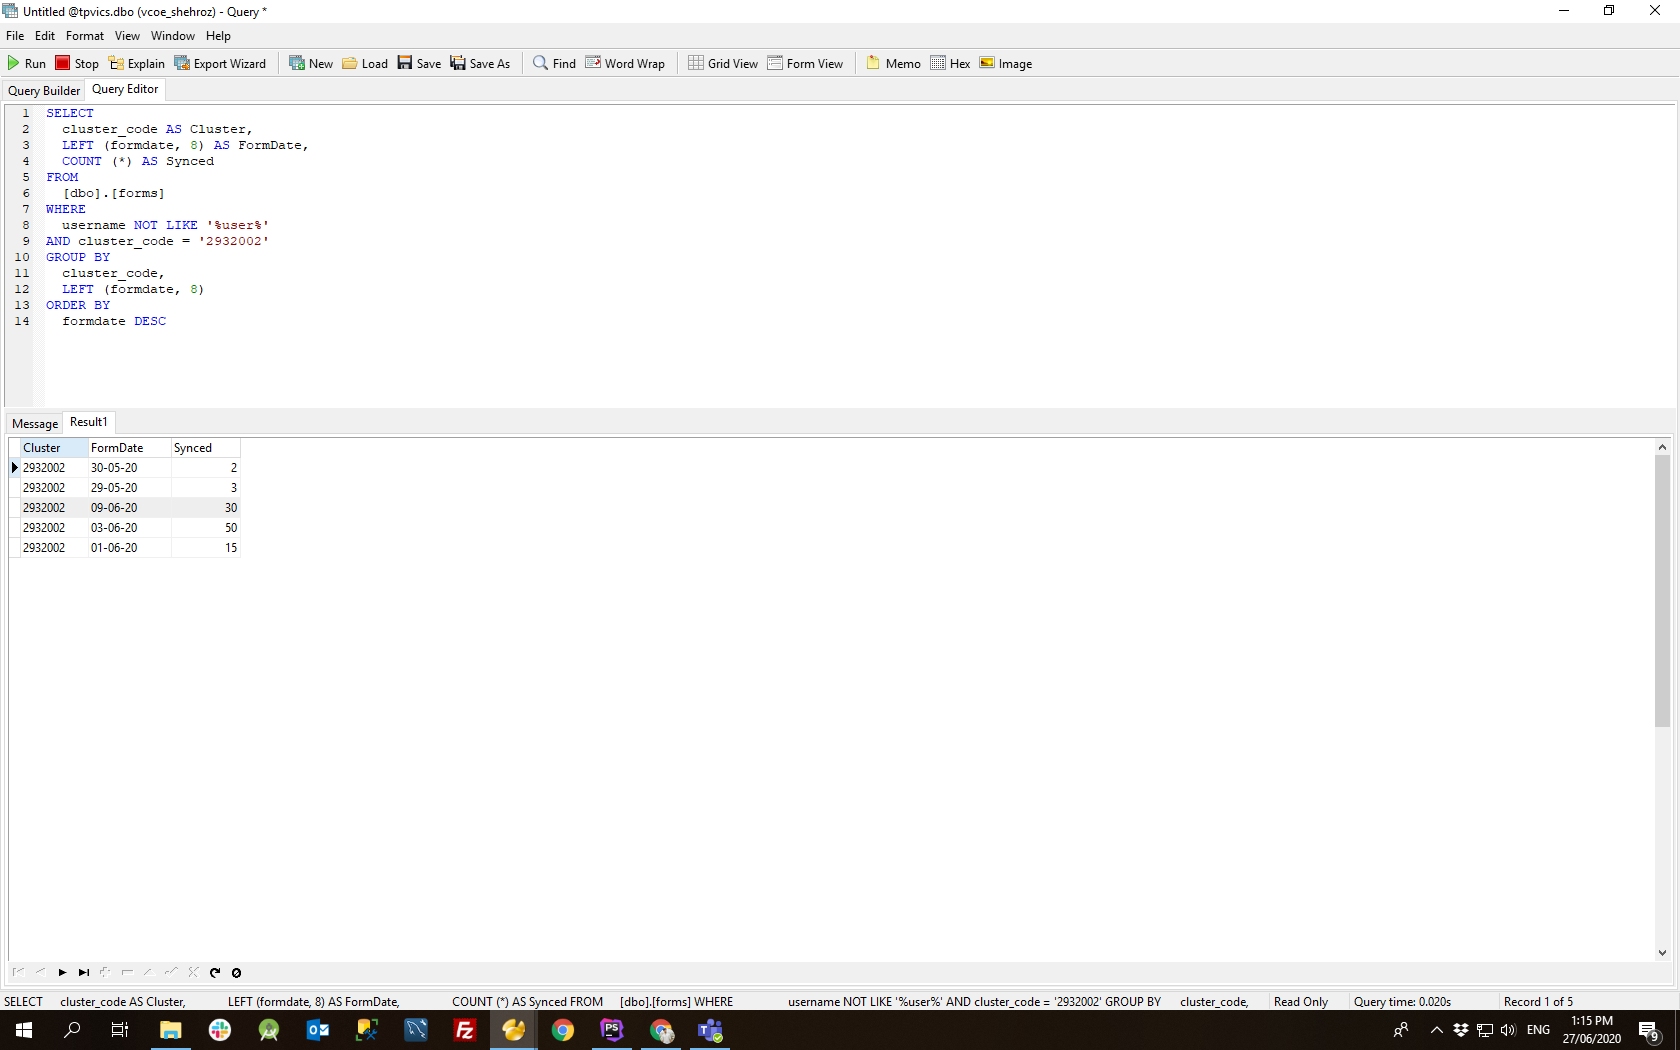 Untitled @tpvics.dbo (vcoe_shehroz) - Query *
File Edit Format View Window Help
Run Stop Explain Export Wizard New Load Save Save As Find Word Wrap Grid View Form View Memo Hex Image
Query Builder Query Editor
1 SELECT
2 cluster_code AS Cluster,
3 LEFT (formdate, 8) AS FormDate,
4 COUNT (*) AS Synced
5 FROM
6 [dbo].[forms]
7 WHERE
8 username NOT LIKE '%user%'
9 AND cluster_code = '2932002'
10 GROUP BY
11 cluster_code,
12 LEFT (formdate, 8)
13 ORDER BY
14 formdate DESC
Message Result1
Cluster FormDate Synced
2932002 30-05-20 2
2932002 29-05-20 3
2932002 09-06-20 30
2932002 03-06-20 50
2932002 01-06-20 15
SELECT cluster_code AS Cluster, LEFT (formdate, 8) AS FormDate, COUNT (*) AS Synced FROM [dbo].[forms] WHERE username NOT LIKE '%user%' AND cluster_code = '2932002' GROUP BY cluster_code, Read Only Query time: 0.020s Record 1 of 5
ENG 1:15 PM
27/06/2020 9